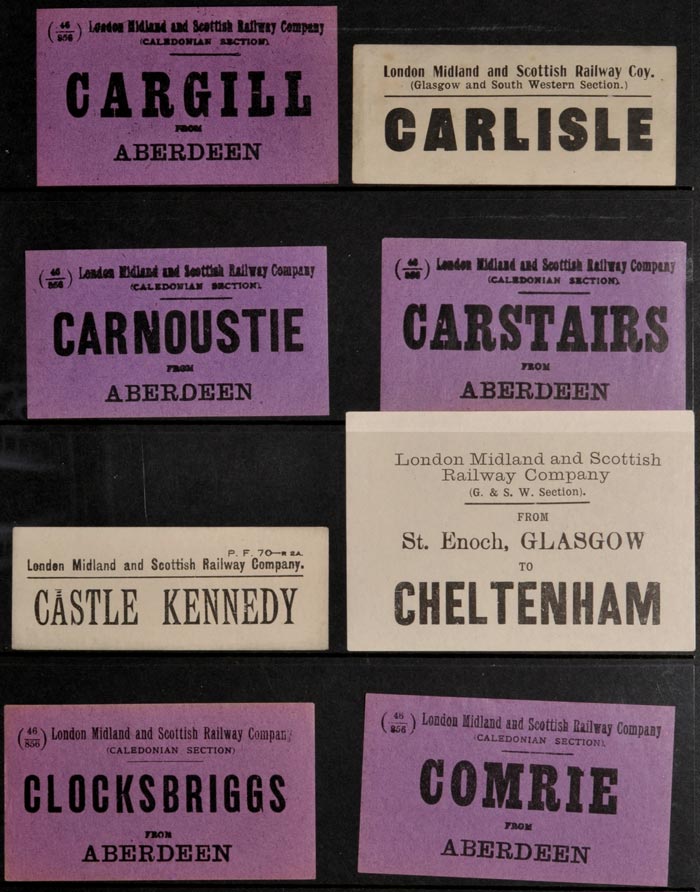 (46/856) London Midland and Scottish Railway Company
(CALEDONIAN SECTION).
CARGILL
FROM
ABERDEEN
London Midland and Scottish Railway Coy.
(Glasgow and South Western Section.)
CARLISLE
(46/856) London Midland and Scottish Railway Company
(CALEDONIAN SECTION).
CARNOUSTIE
FROM
ABERDEEN
(46/856) London Midland and Scottish Railway Company
(CALEDONIAN SECTION).
CARSTAIRS
FROM
ABERDEEN
P. F. 70—R 2A.
London Midland and Scottish Railway Company.
CASTLE KENNEDY
London Midland and Scottish
Railway Company
(G. & S. W. Section).
FROM
St. Enoch, GLASGOW
TO
CHELTENHAM
(46/856) London Midland and Scottish Railway Company
(CALEDONIAN SECTION)
CLOCKSBRIGGS
FROM
ABERDEEN
(46/856) London Midland and Scottish Railway Company
(CALEDONIAN SECTION).
COMRIE
FROM
ABERDEEN